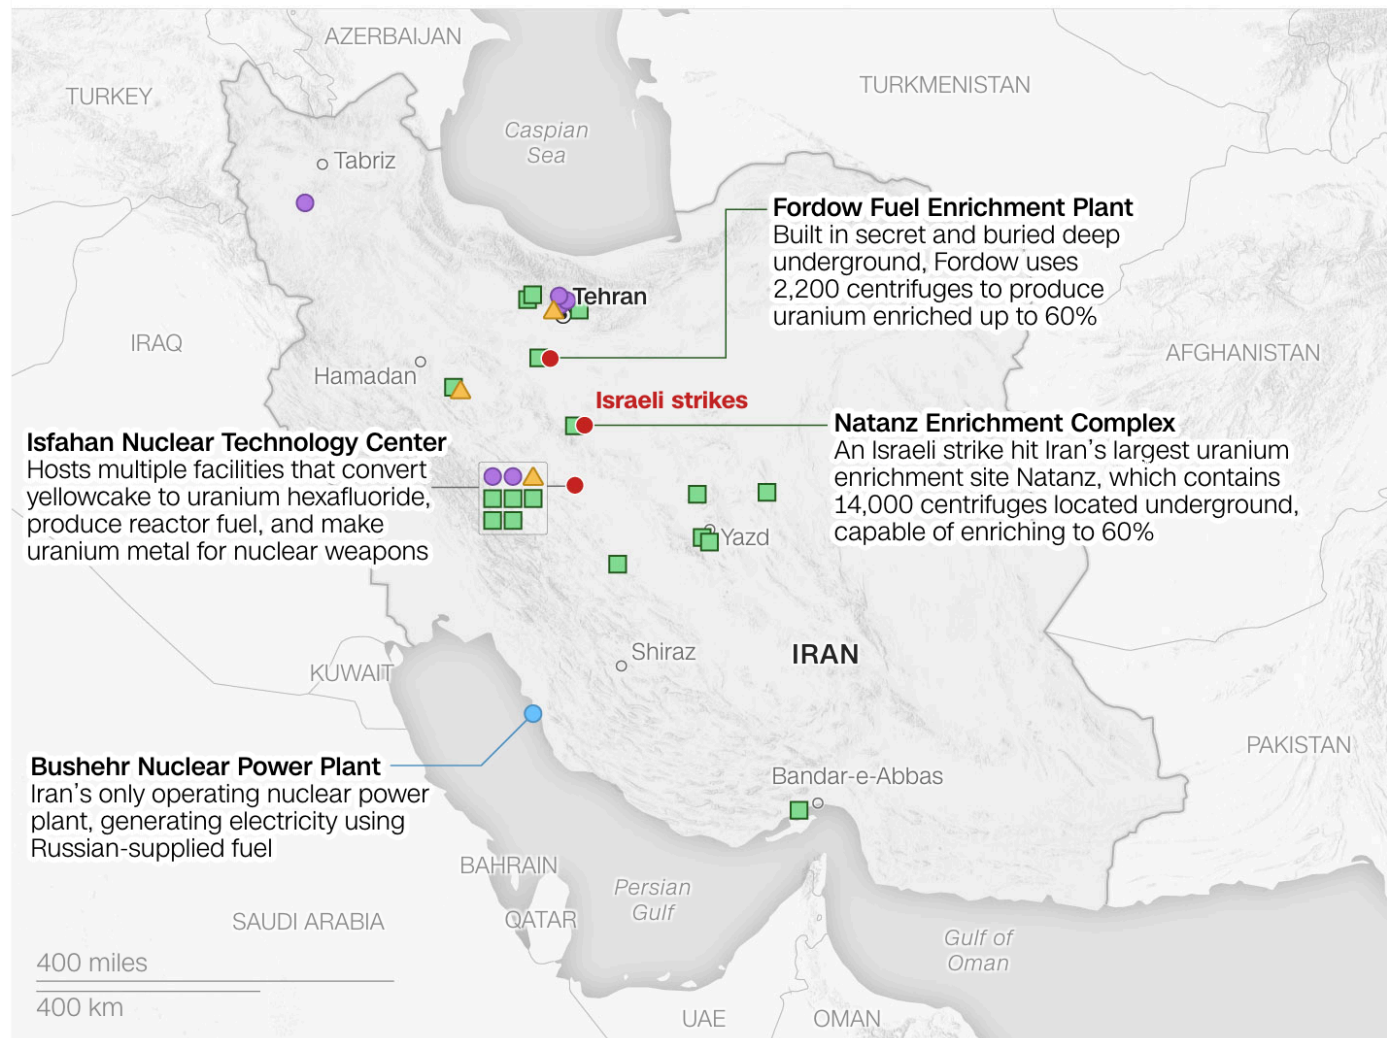 AZERBAIJAN
TURKEY
TURKMENISTAN
Caspian
Sea
Tabriz
Fordow Fuel Enrichment Plant
Built in secret and buried deep
underground, Fordow uses
2,200 centrifuges to produce
uranium enriched up to 60%
Tehran
IRAQ
AFGHANISTAN
Hamadan
Israeli strikes
Natanz Enrichment Complex
An Israeli strike hit Iran's largest uranium
enrichment site Natanz, which contains
14,000 centrifuges located underground,
capable of enriching to 60%
Isfahan Nuclear Technology Center
Hosts multiple facilities that convert
yellowcake to uranium hexafluoride,
produce reactor fuel, and make
uranium metal for nuclear weapons
Yazd
Shiraz
IRAN
KUWAIT
PAKISTAN
Bushehr Nuclear Power Plant
Iran's only operating nuclear power
plant, generating electricity using
Russian-supplied fuel
Bandar-e-Abbas
BAHRAIN
Persian
Gulf
SAUDI ARABIA
QATAR
Gulf of
Oman
400 miles
400 km
UAE
OMAN